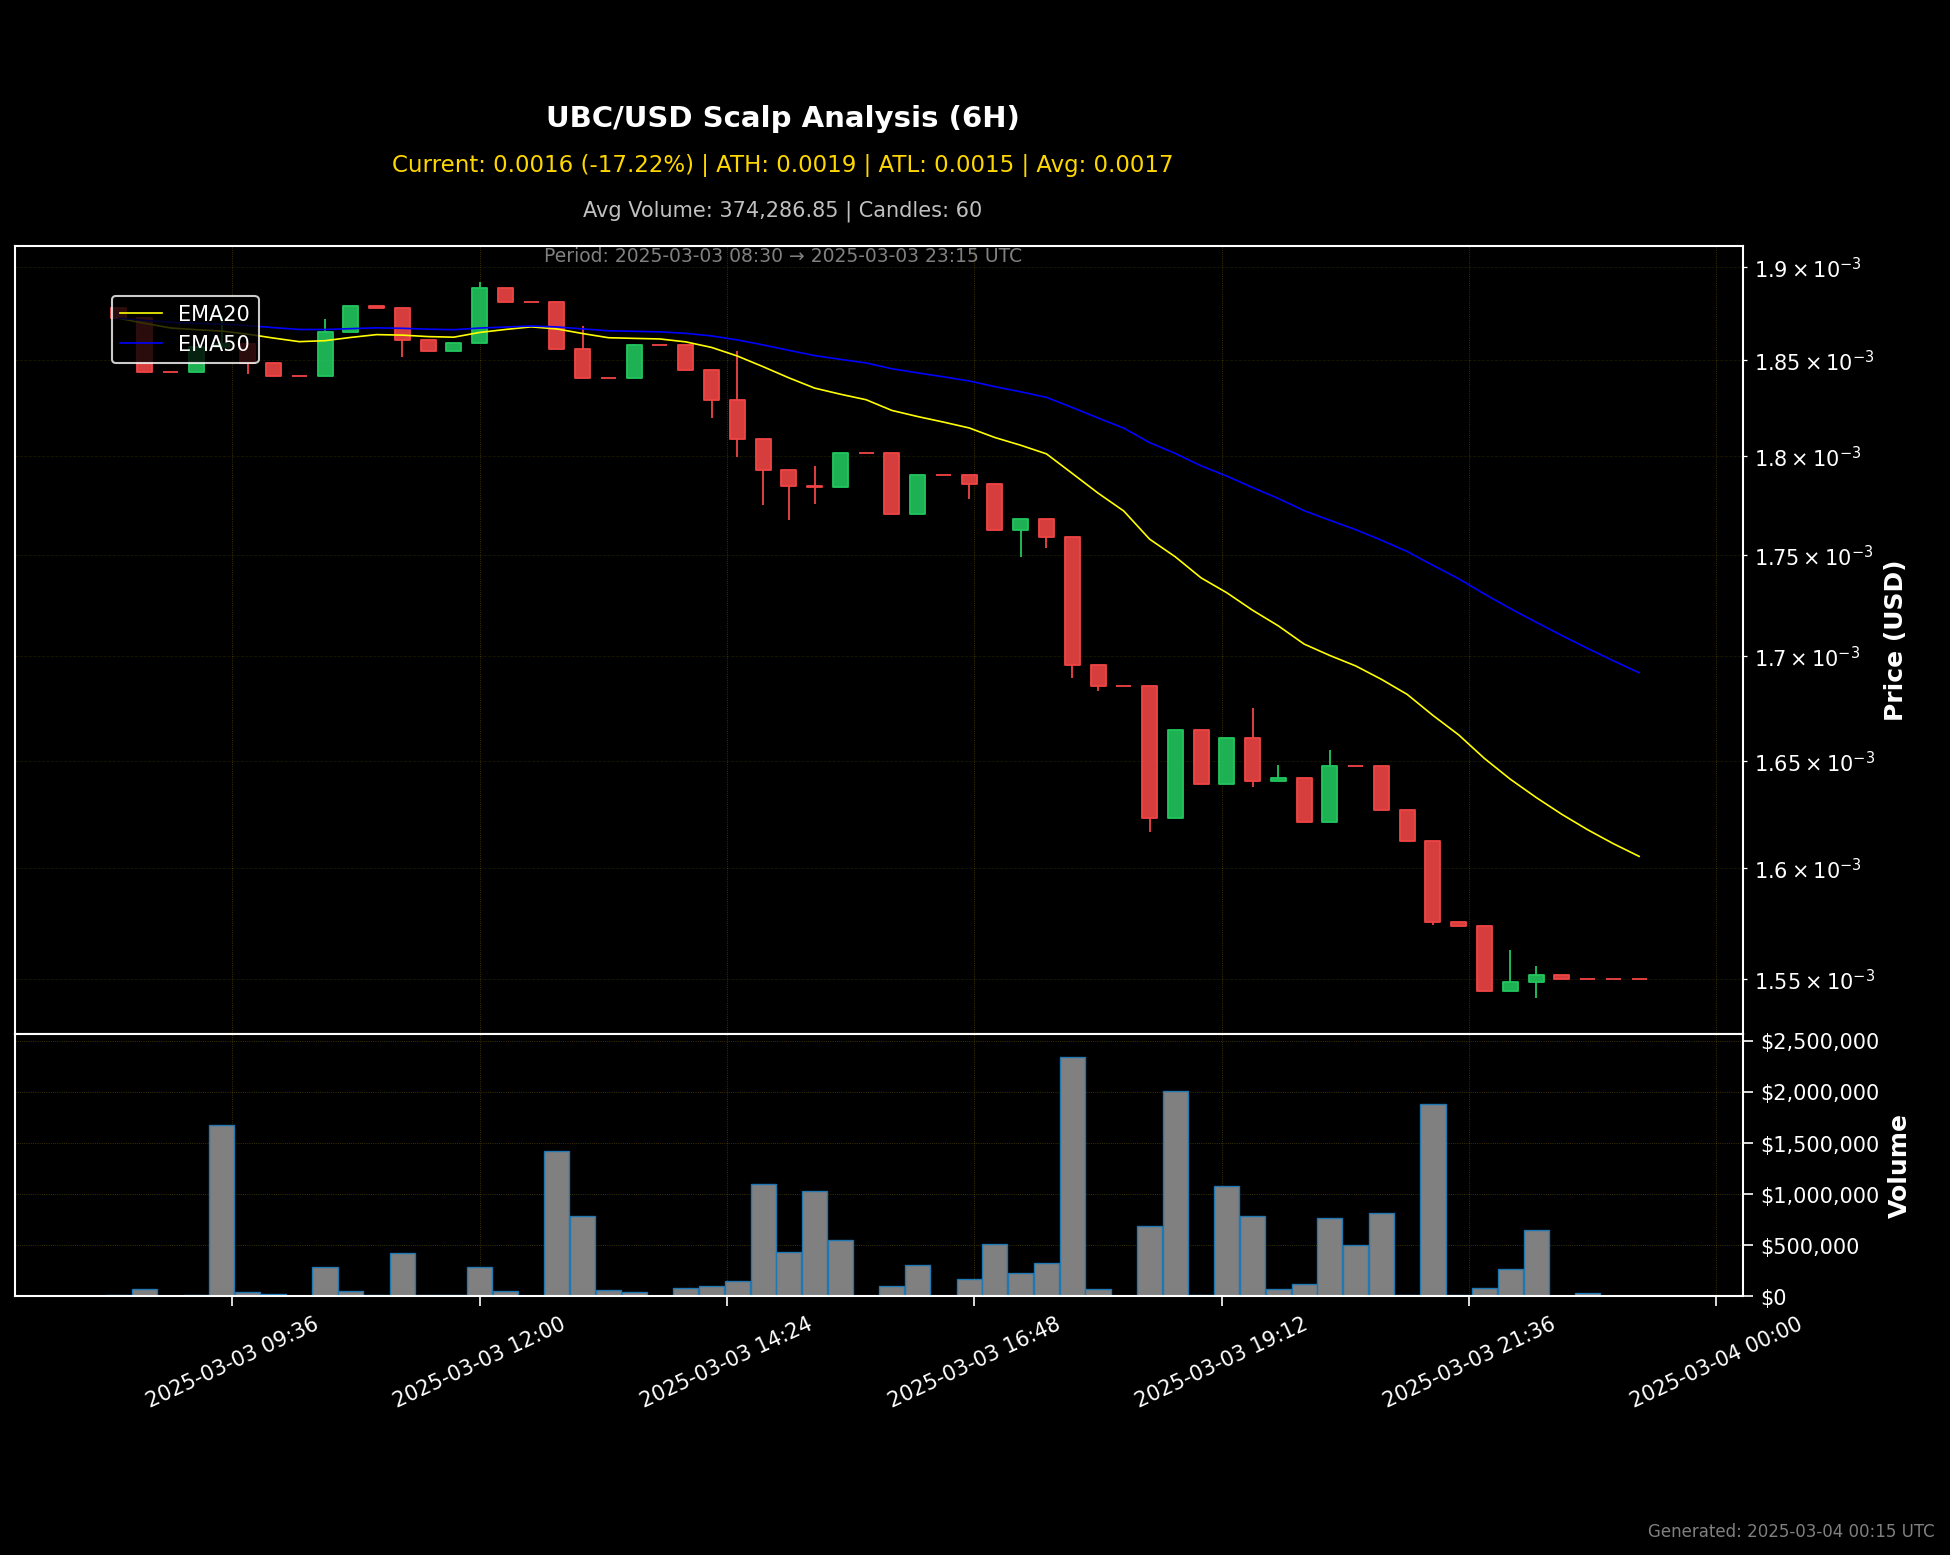 UBC/USD Scalp Analysis (6H)
Current: 0.0016 (-17.22%) | ATH: 0.0019 | ATL: 0.0015 | Avg: 0.0017
Avg Volume: 374,286.85 | Candles: 60
Period: 2025-03-03 08:30 → 2025-03-03 23:15 UTC
EMA20
EMA50
1.9 × 10⁻³
1.85 × 10⁻³
1.8 × 10⁻³
1.75 × 10⁻³
1.7 × 10⁻³
1.65 × 10⁻³
1.6 × 10⁻³
1.55 × 10⁻³
Price (USD)
$2,500,000
$2,000,000
$1,500,000
$1,000,000
$500,000
$0
Volume
2025-03-03 09:36
2025-03-03 12:00
2025-03-03 14:24
2025-03-03 16:48
2025-03-03 19:12
2025-03-03 21:36
2025-03-04 00:00
Generated: 2025-03-04 00:15 UTC